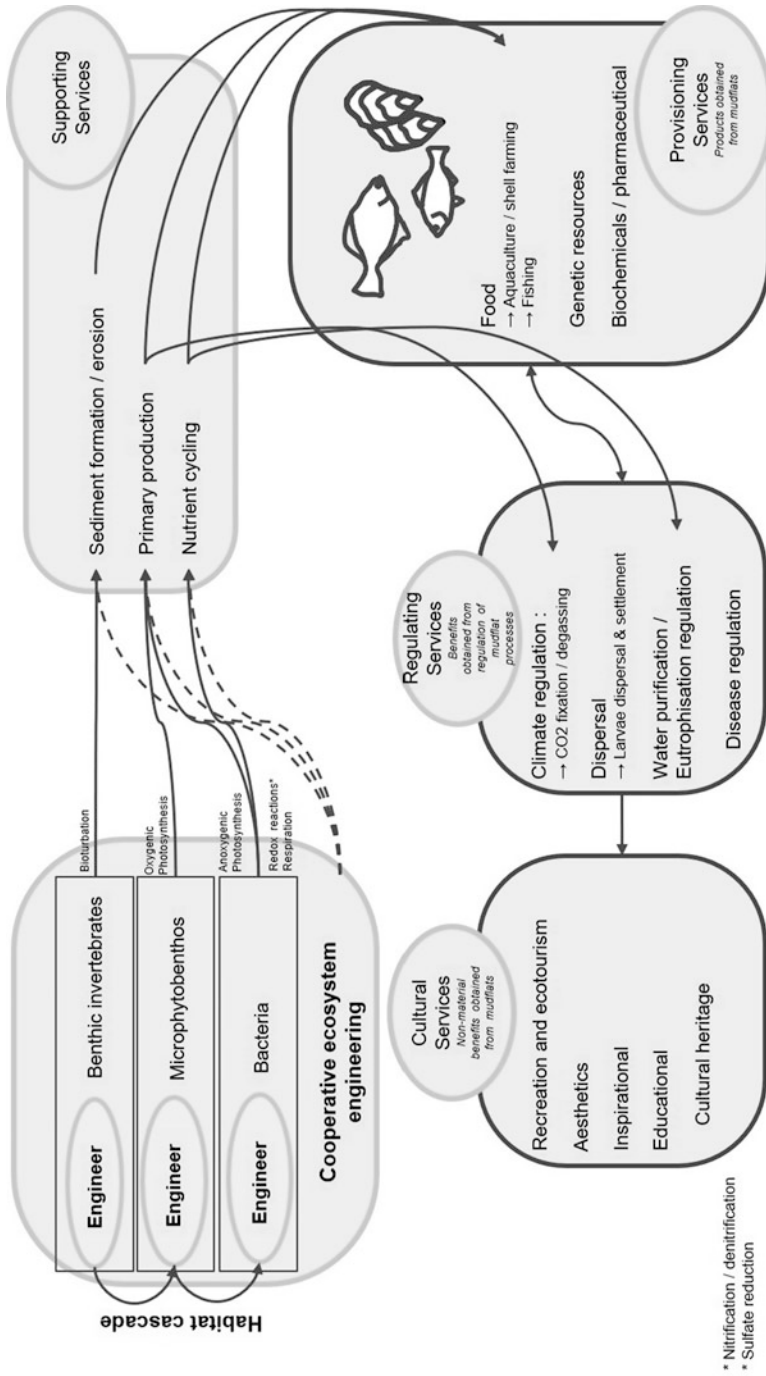 Habitat cascade
Engineer
Benthic invertebrates
Engineer
Microphytobenthos
Engineer
Bacteria
Cooperative ecosystem
engineering
Bioturbation
Oxygenic
Photosynthesis
Anoxygenic
Photosynthesis
Redox reactions*
Respiration
Supporting
Services
Sediment formation / erosion
Primary production
Nutrient cycling
Cultural
Services
Non-material
benefits obtained
from mudflats
Recreation and ecotourism
Aesthetics
Inspirational
Educational
Cultural heritage
Regulating
Services
Benefits
obtained from
regulation of
mudflat
processes
Climate regulation :
→ CO2 fixation / degassing
Dispersal
→ Larvae dispersal & settlement
Water purification /
Eutrophisation regulation
Disease regulation
Food
→ Aquaculture / shell farming
→ Fishing
Genetic resources
Biochemicals / pharmaceutical
Provisioning
Services
Products obtained
from mudflats
* Nitrification / denitrification
* Sulfate reduction